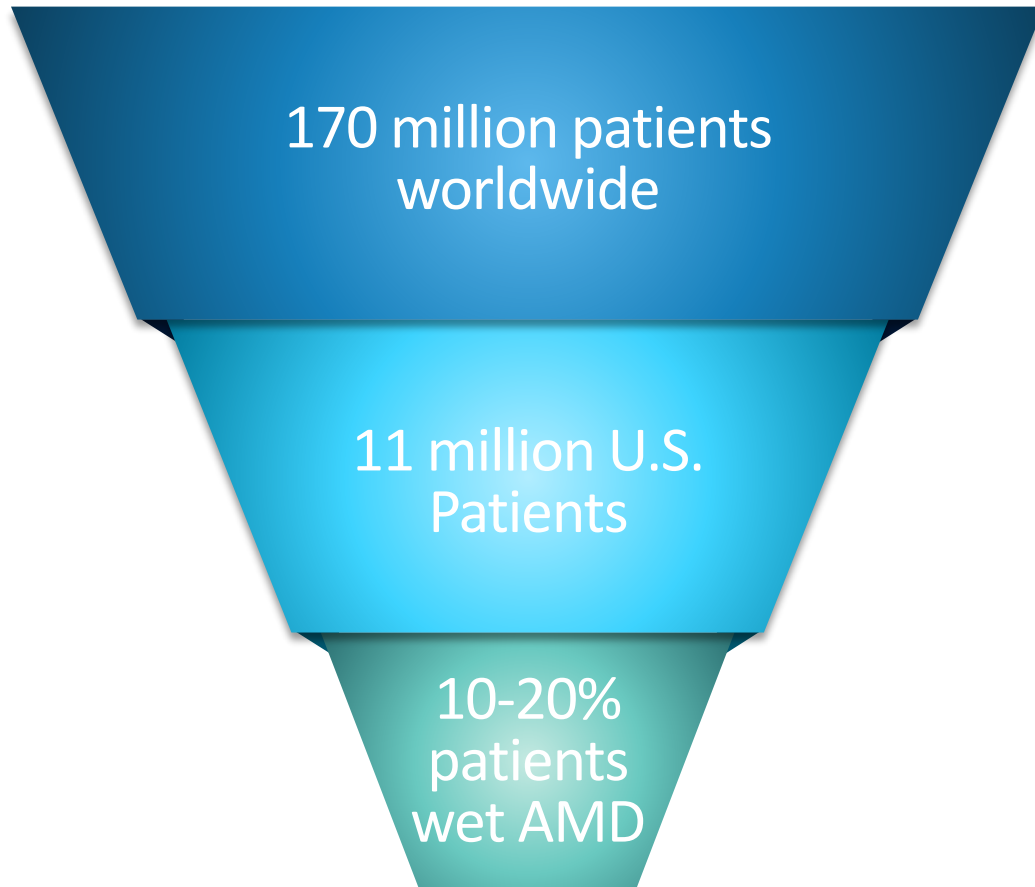 170 million patients
worldwide
11 million U.S.
Patients
10-20%
patients
wet AMD